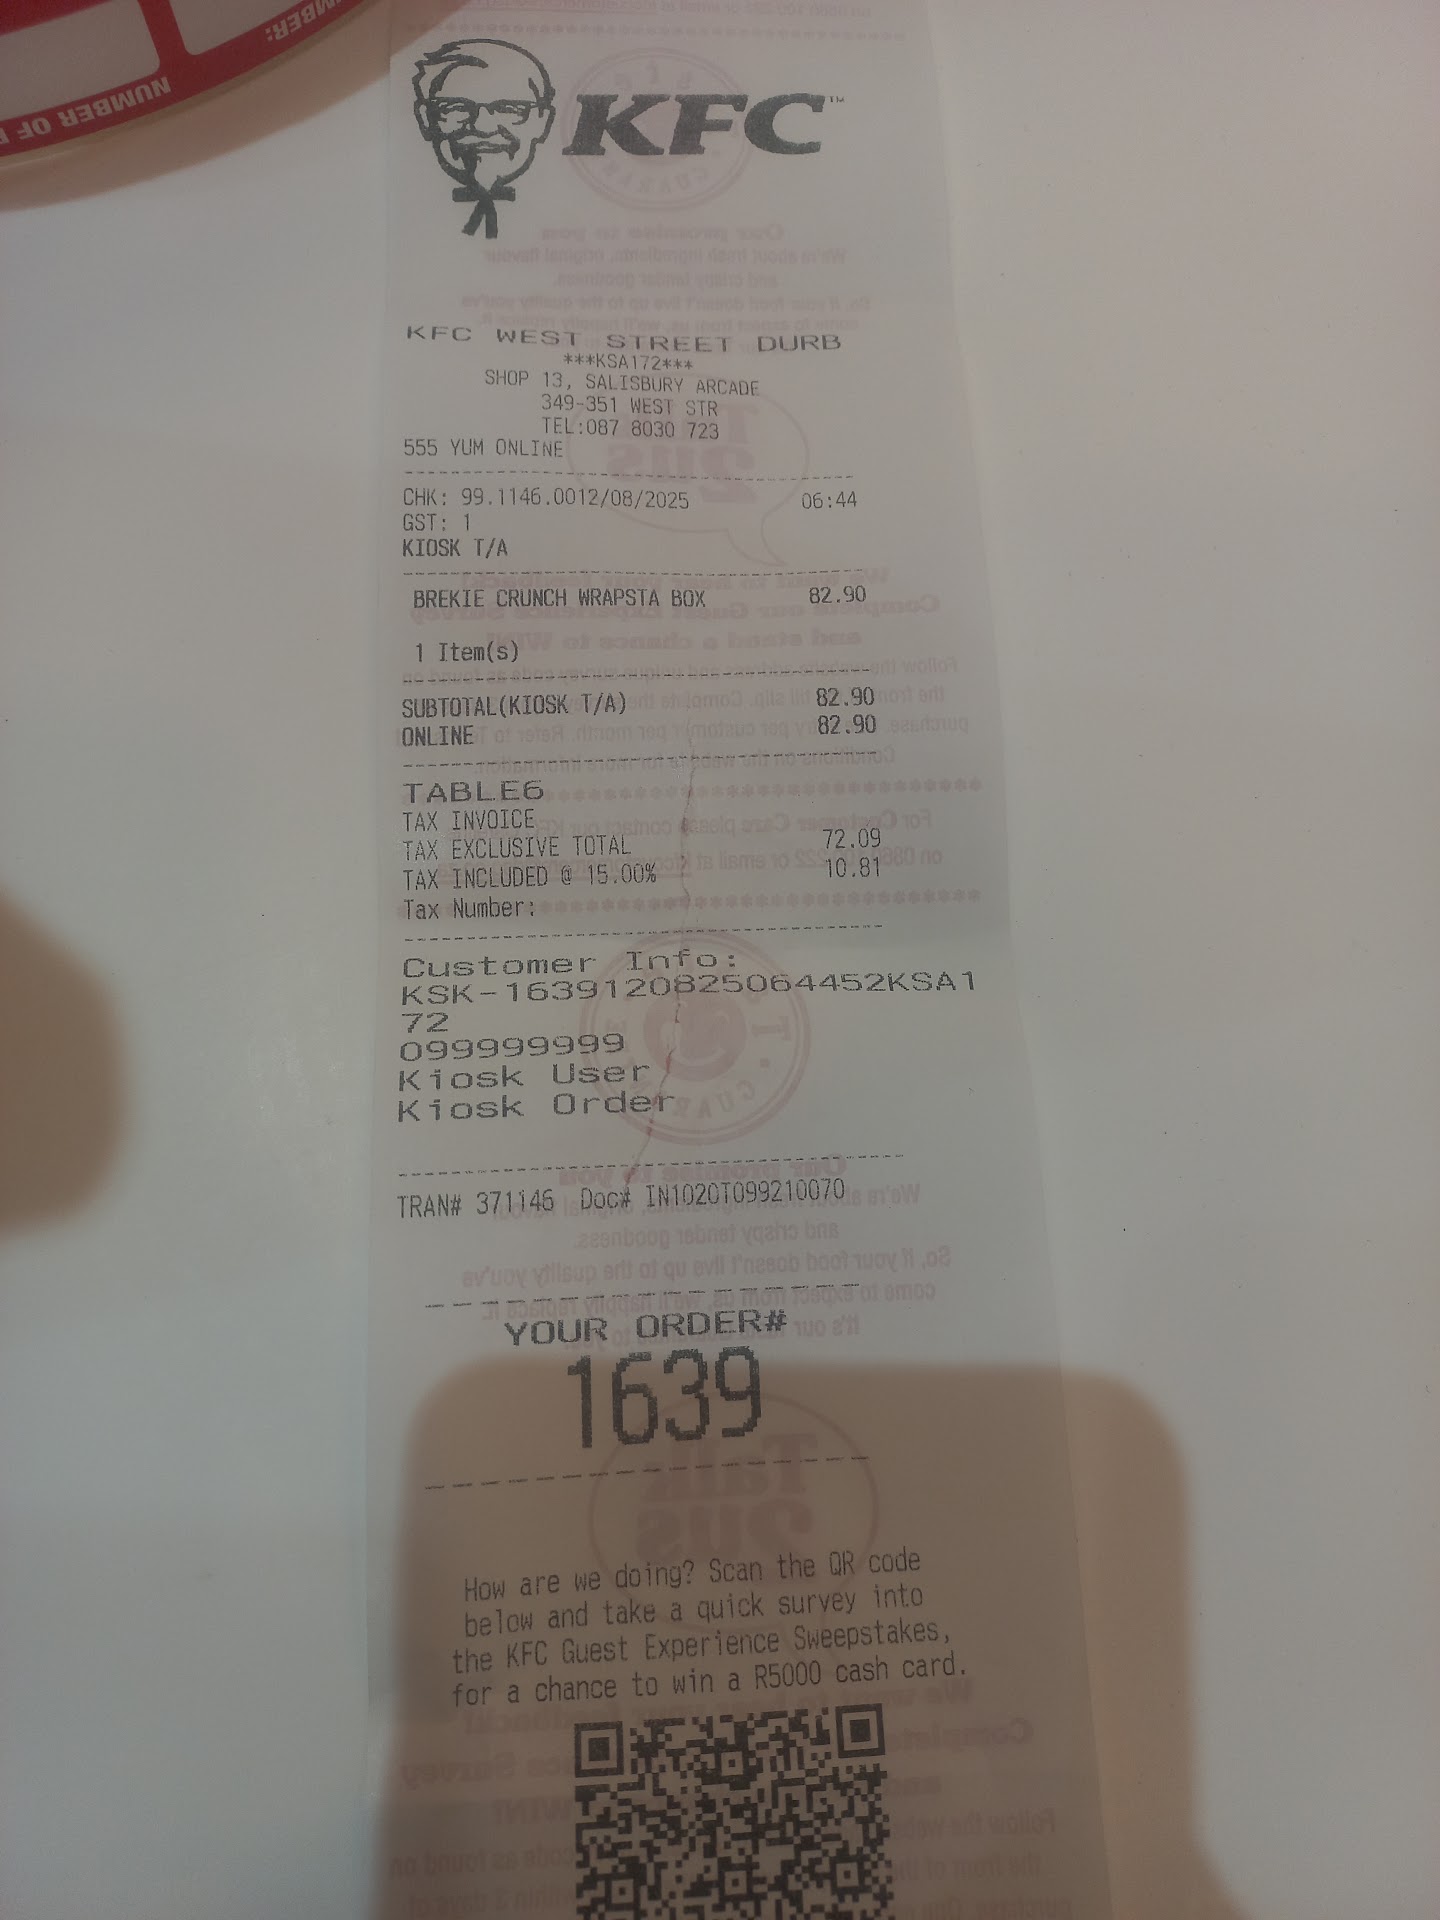 NUMBER:
NUMBER OF
KFC™
KFC WEST STREET DURB
***KSA172***
SHOP 13, SALISBURY ARCADE
349-351 WEST STR
TEL:087 8030 723
555 YUM ONLINE
CHK: 99.1146.0012/08/2025 06:44
GST: 1
KIOSK T/A
BREKIE CRUNCH WRAPSTA BOX 82.90
1 Item(s)
SUBTOTAL(KIOSK T/A) 82.90
ONLINE 82.90
TABLE6
TAX INVOICE
TAX EXCLUSIVE TOTAL 72.09
TAX INCLUDED @ 15.00% 10.81
Tax Number:
Customer Info:
KSK-1639120825064452KSA1
72
099999999
Kiosk User
Kiosk Order
TRAN# 371146 Doc# IN1020T099210070
YOUR ORDER#
1639
How are we doing? Scan the QR code
below and take a quick survey into
the KFC Guest Experience Sweepstakes,
for a chance to win a R5000 cash card.